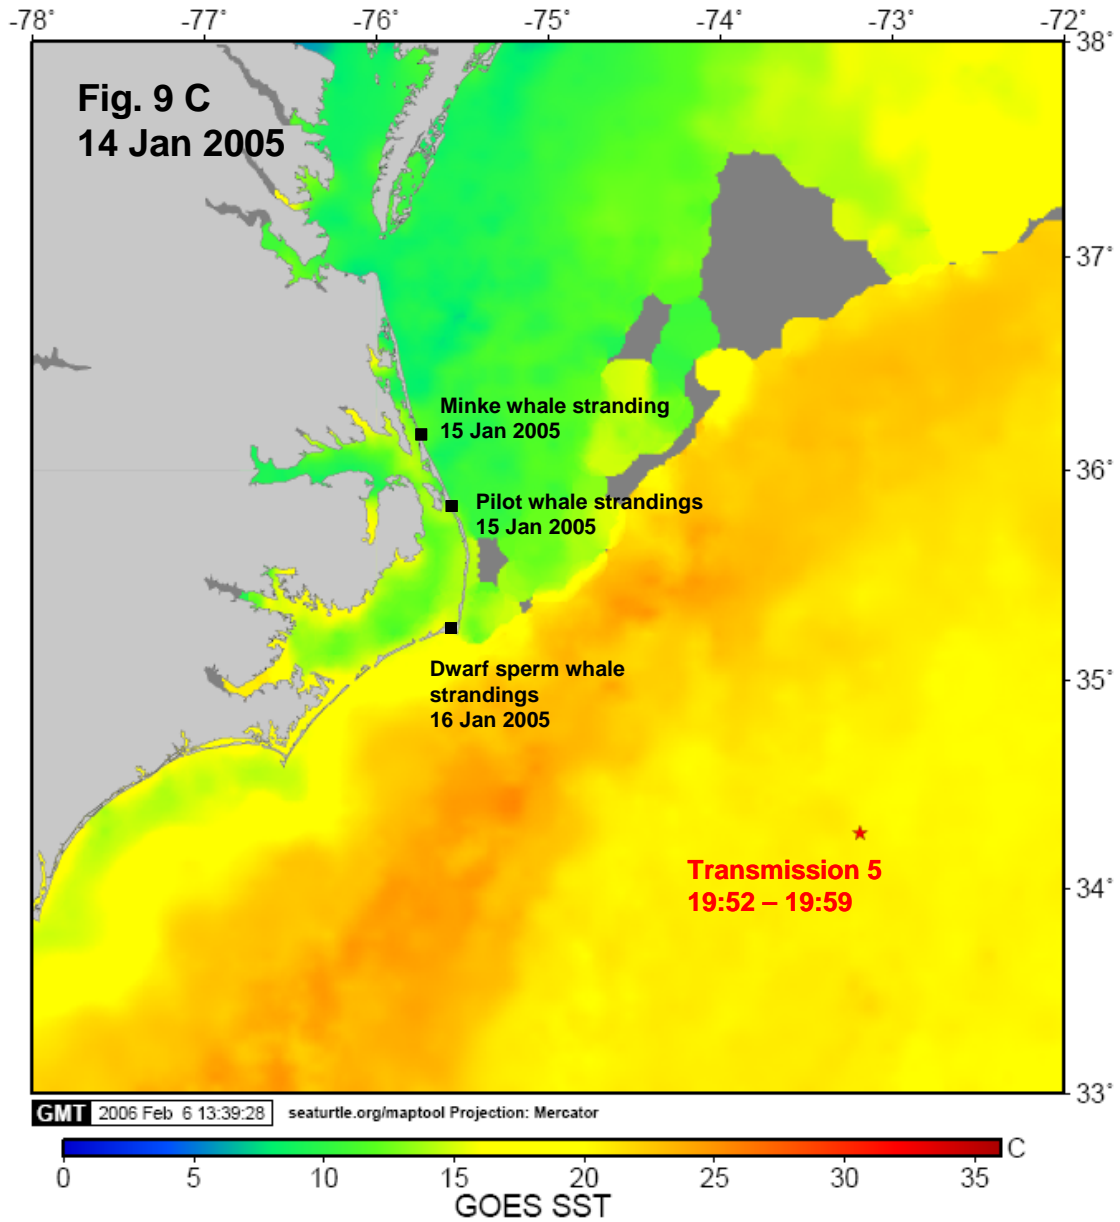 -78˚ -77˚ -76˚ -75˚ -74˚ -73˚ -72˚
38˚
Fig. 9 C
14 Jan 2005
37˚
Minke whale stranding
15 Jan 2005
36˚
Pilot whale strandings
15 Jan 2005
35˚
Dwarf sperm whale
strandings
16 Jan 2005
Transmission 5
19:52 – 19:59
34˚
33˚
GMT 2006 Feb 6 13:39:28 seaturtle.org/maptool Projection: Mercator
C
0 5 10 15 20 25 30 35
GOES SST